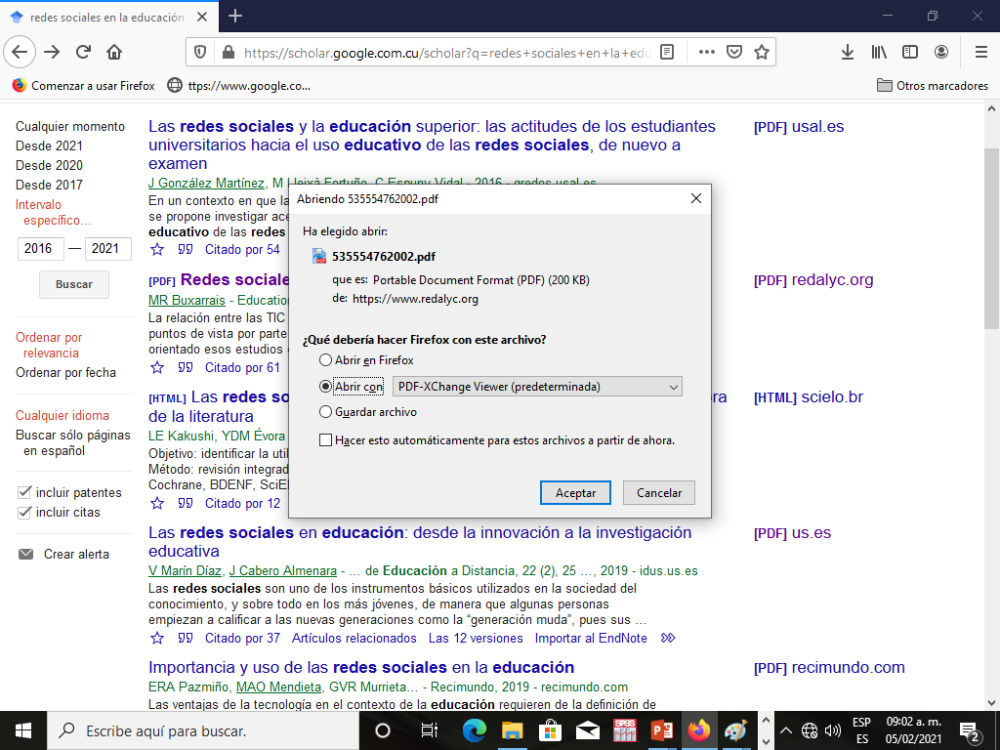 redes sociales en la educación
https://scholar.google.com.cu/scholar?q=redes+sociales+en+la+edu
Comenzar a usar Firefox
ttps://www.google.co...
Otros marcadores
Cualquier momento
Desde 2021
Desde 2020
Desde 2017
Intervalo
específico...
2016 — 2021
Buscar
Ordenar por
relevancia
Ordenar por fecha
Cualquier idioma
Buscar sólo páginas
en español
incluir patentes
incluir citas
Crear alerta
Las redes sociales y la educación superior: las actitudes de los estudiantes
universitarios hacia el uso educativo de las redes sociales, de nuevo a
examen
[PDF] usal.es
J González Martínez, M Lleixà Fortuño, C Espuny Vidal - 2016 - gredos.usal.es
En un contexto en que la
se propone investigar ace
educativo de las redes
Citado por 54
[PDF] Redes sociale
[PDF] redalyc.org
MR Buxarrais - Education
La relación entre las TIC
puntos de vista por parte
orientado esos estudios
Citado por 61
[HTML] Las redes so
ora
de la literatura
[HTML] scielo.br
LE Kakushi, YDM Évora
Objetivo: identificar la util
Método: revisión integrad
Cochrane, BDENF, SciE
Citado por 12
Abriendo 535554762002.pdf
Ha elegido abrir:
535554762002.pdf
que es: Portable Document Format (PDF) (200 KB)
de: https://www.redalyc.org
¿Qué debería hacer Firefox con este archivo?
Abrir en Firefox
Abrir con PDF-XChange Viewer (predeterminada)
Guardar archivo
Hacer esto automáticamente para estos archivos a partir de ahora.
Aceptar Cancelar
Las redes sociales en educación: desde la innovación a la investigación
educativa
[PDF] us.es
V Marín Díaz, J Cabero Almenara - … de Educación a Distancia, 22 (2), 25 …, 2019 - idus.us.es
Las redes sociales son uno de los instrumentos básicos utilizados en la sociedad del
conocimiento, y sobre todo en los más jóvenes, de manera que algunas personas
empiezan a calificar a las nuevas generaciones como la “generación muda”, pues sus …
Citado por 37 Artículos relacionados Las 12 versiones Importar al EndNote
Importancia y uso de las redes sociales en la educación
[PDF] recimundo.com
ERA Pazmiño, MAO Mendieta, GVR Murrieta… - Recimundo, 2019 - recimundo.com
Las ventajas de la tecnología en el contexto de la educación requieren de la definición de
Escribe aquí para buscar.
SPSS
ESP
ES
09:02 a. m.
05/02/2021
2